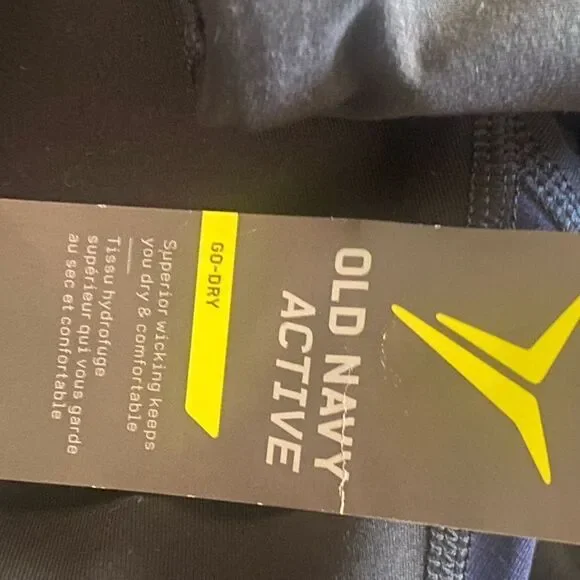 OLD NAVY
ACTIVE
GO-DRY
Superior wicking keeps
you dry & comfortable
Tissu hydrofuge
supérieur qui vous garde
au sec et confortable